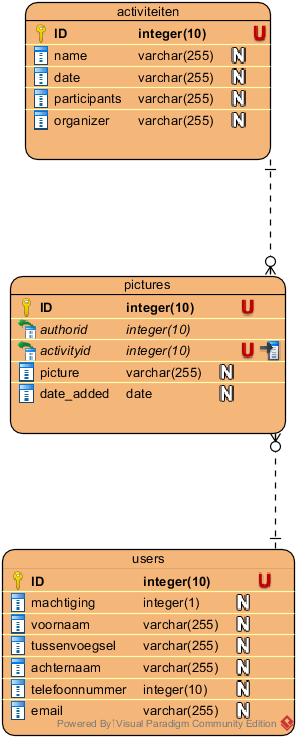 activiteiten
ID integer(10) U
name varchar(255) N
date varchar(255) N
participants varchar(255) N
organizer varchar(255) N
pictures
ID integer(10) U
authorid integer(10)
activityid integer(10) U
picture varchar(255) N
date_added date N
users
ID integer(10) U
machtiging integer(1) N
voornaam varchar(255) N
tussenvoegsel varchar(255) N
achternaam varchar(255) N
telefoonnummer integer(10) N
email varchar(255) N
Powered By Visual Paradigm Community Edition